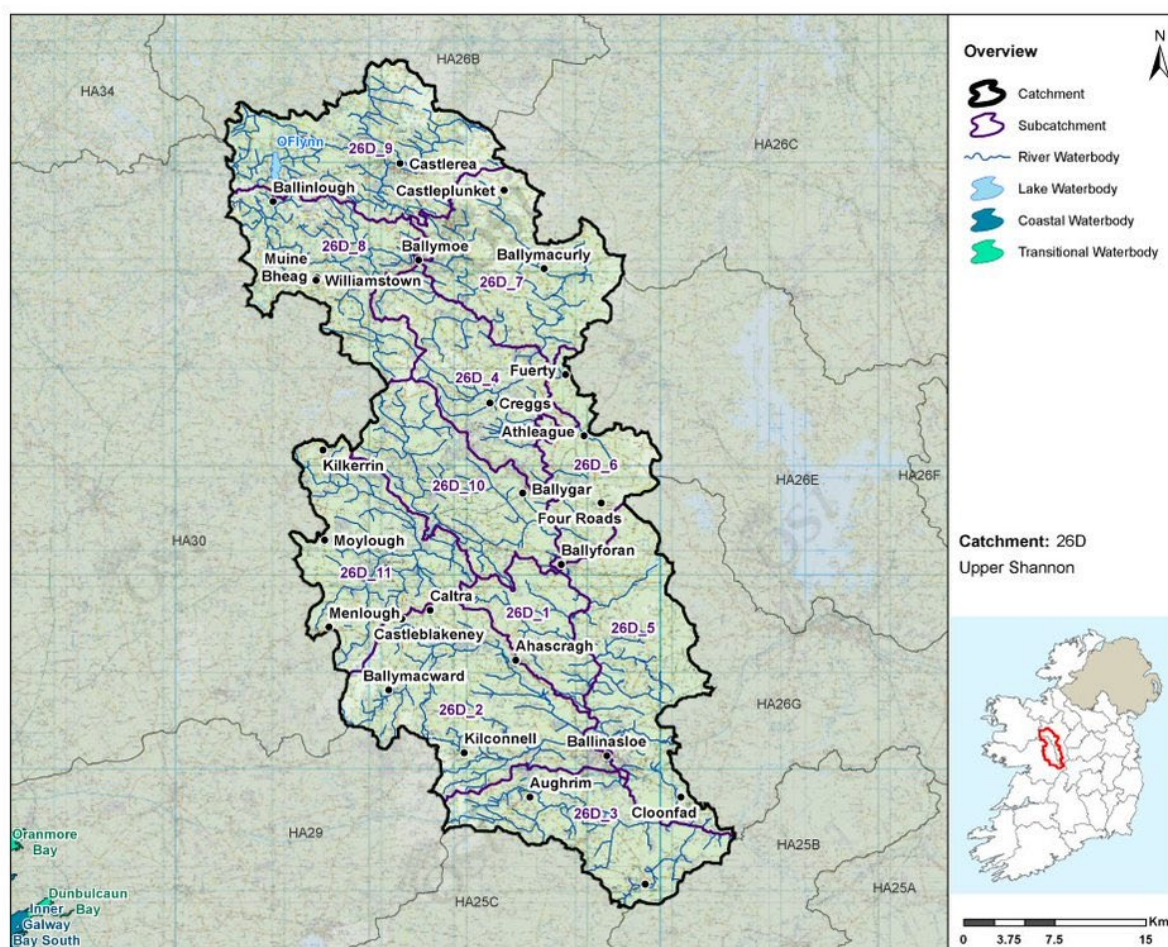 HA26B
HA34
HA26C
OFlynn
26D_9
Castlerea
Castleplunket
Ballinlough
26D_8
Ballymoe
Ballymacurly
Muine
Bheag
Williamstown
26D_7
Fuerty
26D_4
Creggs
Athleague
Kilkerrin
26D_10
26D_6
Ballygar
Four Roads
HA26E
HA26F
HA30
Moylough
Ballyforan
26D_11
Caltra
26D_1
Menlough
Castleblakeney
26D_5
Ahascragh
Ballymacward
26D_2
HA26G
Kilconnell
Ballinasloe
Aughrim
26D_3
Cloonfad
HA29
HA25B
Oranmore
Bay
Dunbulcaun
Bay
Inner
Galway
Bay South
HA25C
HA25A
Overview
N
Catchment
Subcatchment
River Waterbody
Lake Waterbody
Coastal Waterbody
Transitional Waterbody
Catchment: 26D
Upper Shannon
Km
0 3.75 7.5 15